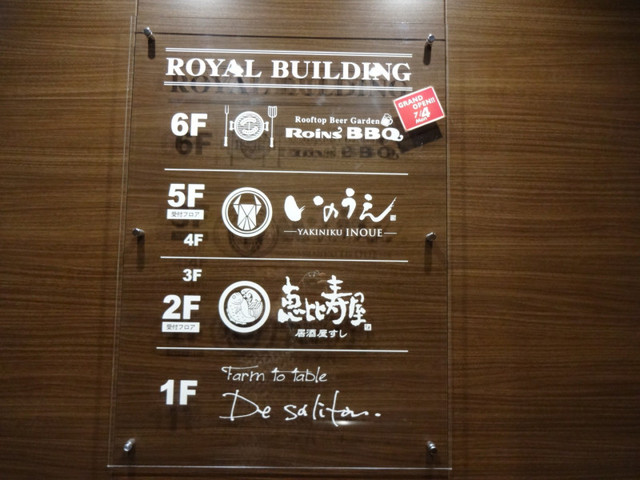 ROYAL BUILDING
GRAND
OPEN!!
7/4
6F
Rooftop Beer Garden
Roins' BBQ
5F
受付フロア
4F
いのうえ
YAKINIKU INOUE
3F
2F
受付フロア
恵比寿屋
居酒屋すし
1F
Farm to table
De salita.